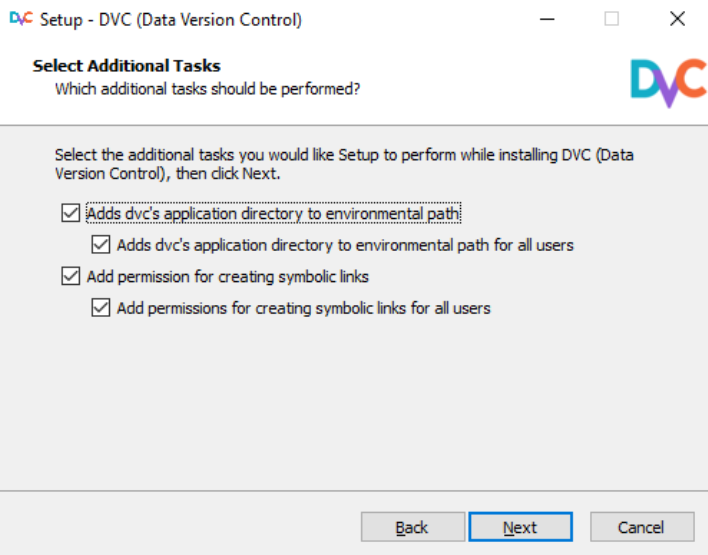 DVC Setup - DVC (Data Version Control)
Select Additional Tasks
Which additional tasks should be performed?
DVC
Select the additional tasks you would like Setup to perform while installing DVC (Data
Version Control), then click Next.
Adds dvc's application directory to environmental path
Adds dvc's application directory to environmental path for all users
Add permission for creating symbolic links
Add permissions for creating symbolic links for all users
Back Next Cancel